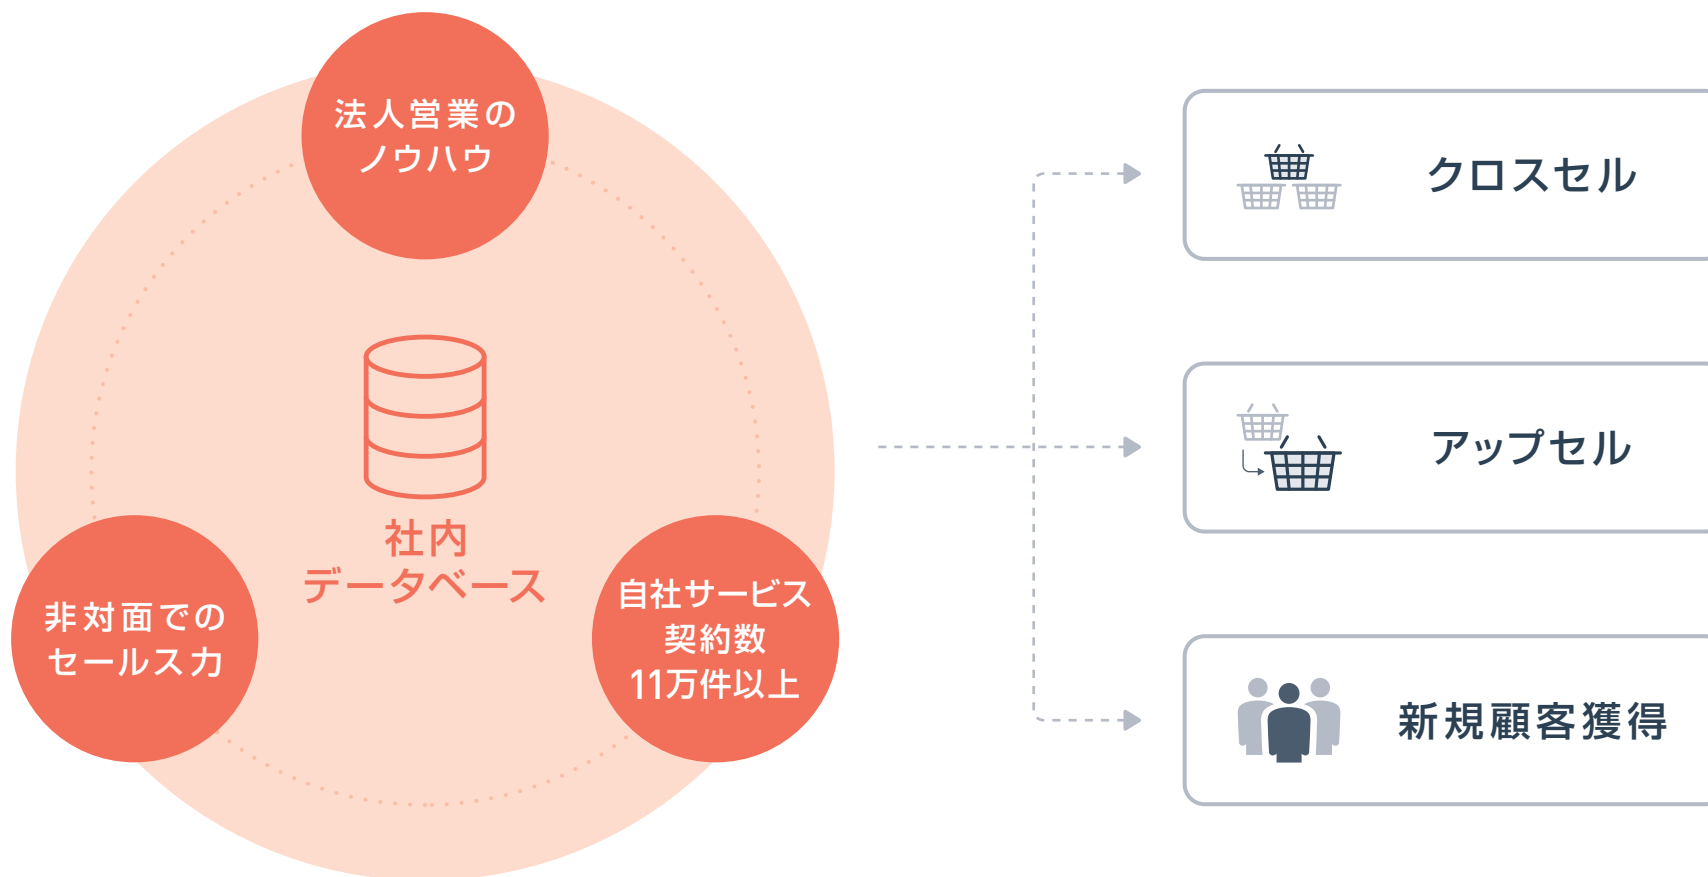 法人営業の
ノウハウ
社内
データベース
非対面での
セールス力
自社サービス
契約数
11万件以上
クロスセル
アップセル
新規顧客獲得